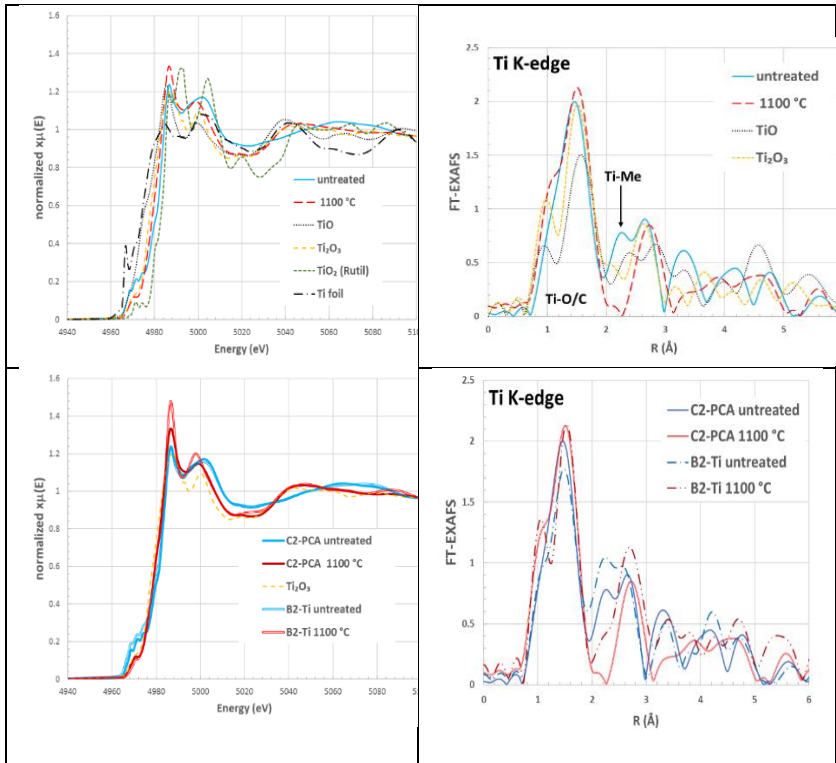 normalized xμ(E)
1.6
1.4
1.2
1
0.8
0.6
0.4
0.2
0
4940 4960 4980 5000 5020 5040 5060 5080 510
Energy (eV)
untreated
1100 °C
TiO
Ti₂O₃
TiO₂ (Rutil)
Ti foil
FT-EXAFS
2.5
2
1.5
1
0.5
0
0 1 2 3 4 5
R (Å)
Ti K-edge
untreated
1100 °C
TiO
Ti₂O₃
Ti-Me
Ti-O/C
normalized xμ(E)
1.6
1.4
1.2
1
0.8
0.6
0.4
0.2
0
4940 4960 4980 5000 5020 5040 5060 5080 50
Energy (eV)
C2-PCA untreated
C2-PCA 1100 °C
Ti₂O₃
B2-Ti untreated
B2-Ti 1100 °C
Ti K-edge
FT-EXAFS
2.5
2
1.5
1
0.5
0
0 1 2 3 4 5 6
R (Å)
C2-PCA untreated
C2-PCA 1100 °C
B2-Ti untreated
B2-Ti 1100 °C